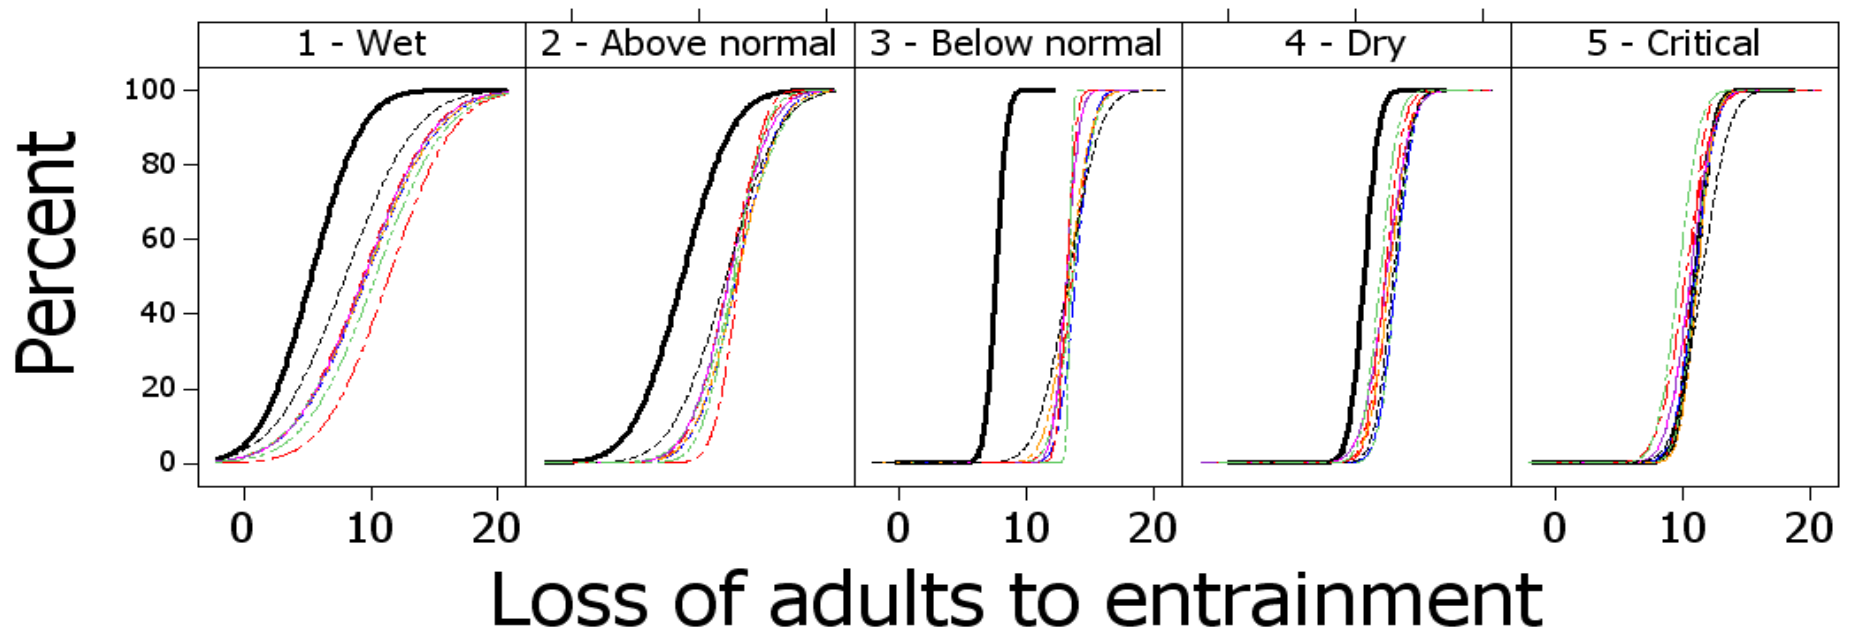 1 - Wet
2 - Above normal
3 - Below normal
4 - Dry
5 - Critical
Percent
100
80
60
40
20
0
0 10 20
0 10 20
0 10 20
Loss of adults to entrainment